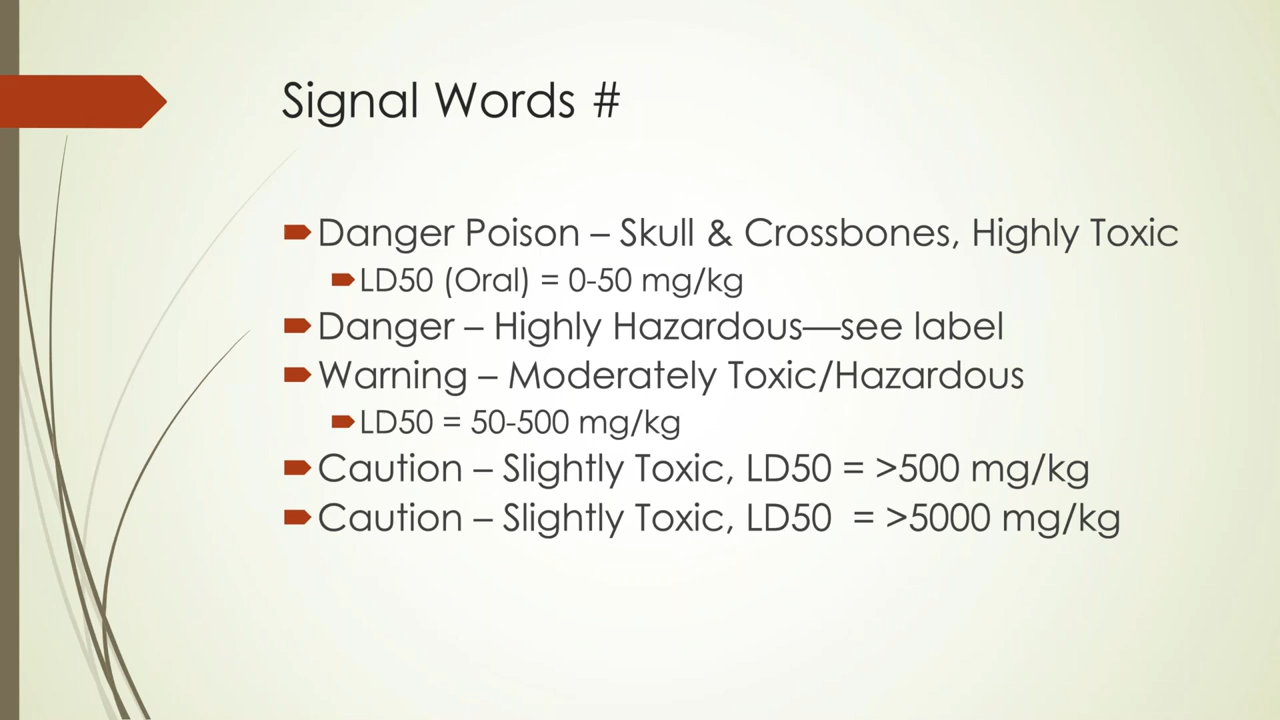 Signal Words #
Danger Poison – Skull & Crossbones, Highly Toxic
LD50 (Oral) = 0-50 mg/kg
Danger – Highly Hazardous—see label
Warning – Moderately Toxic/Hazardous
LD50 = 50-500 mg/kg
Caution – Slightly Toxic, LD50 = >500 mg/kg
Caution – Slightly Toxic, LD50  = >5000 mg/kg